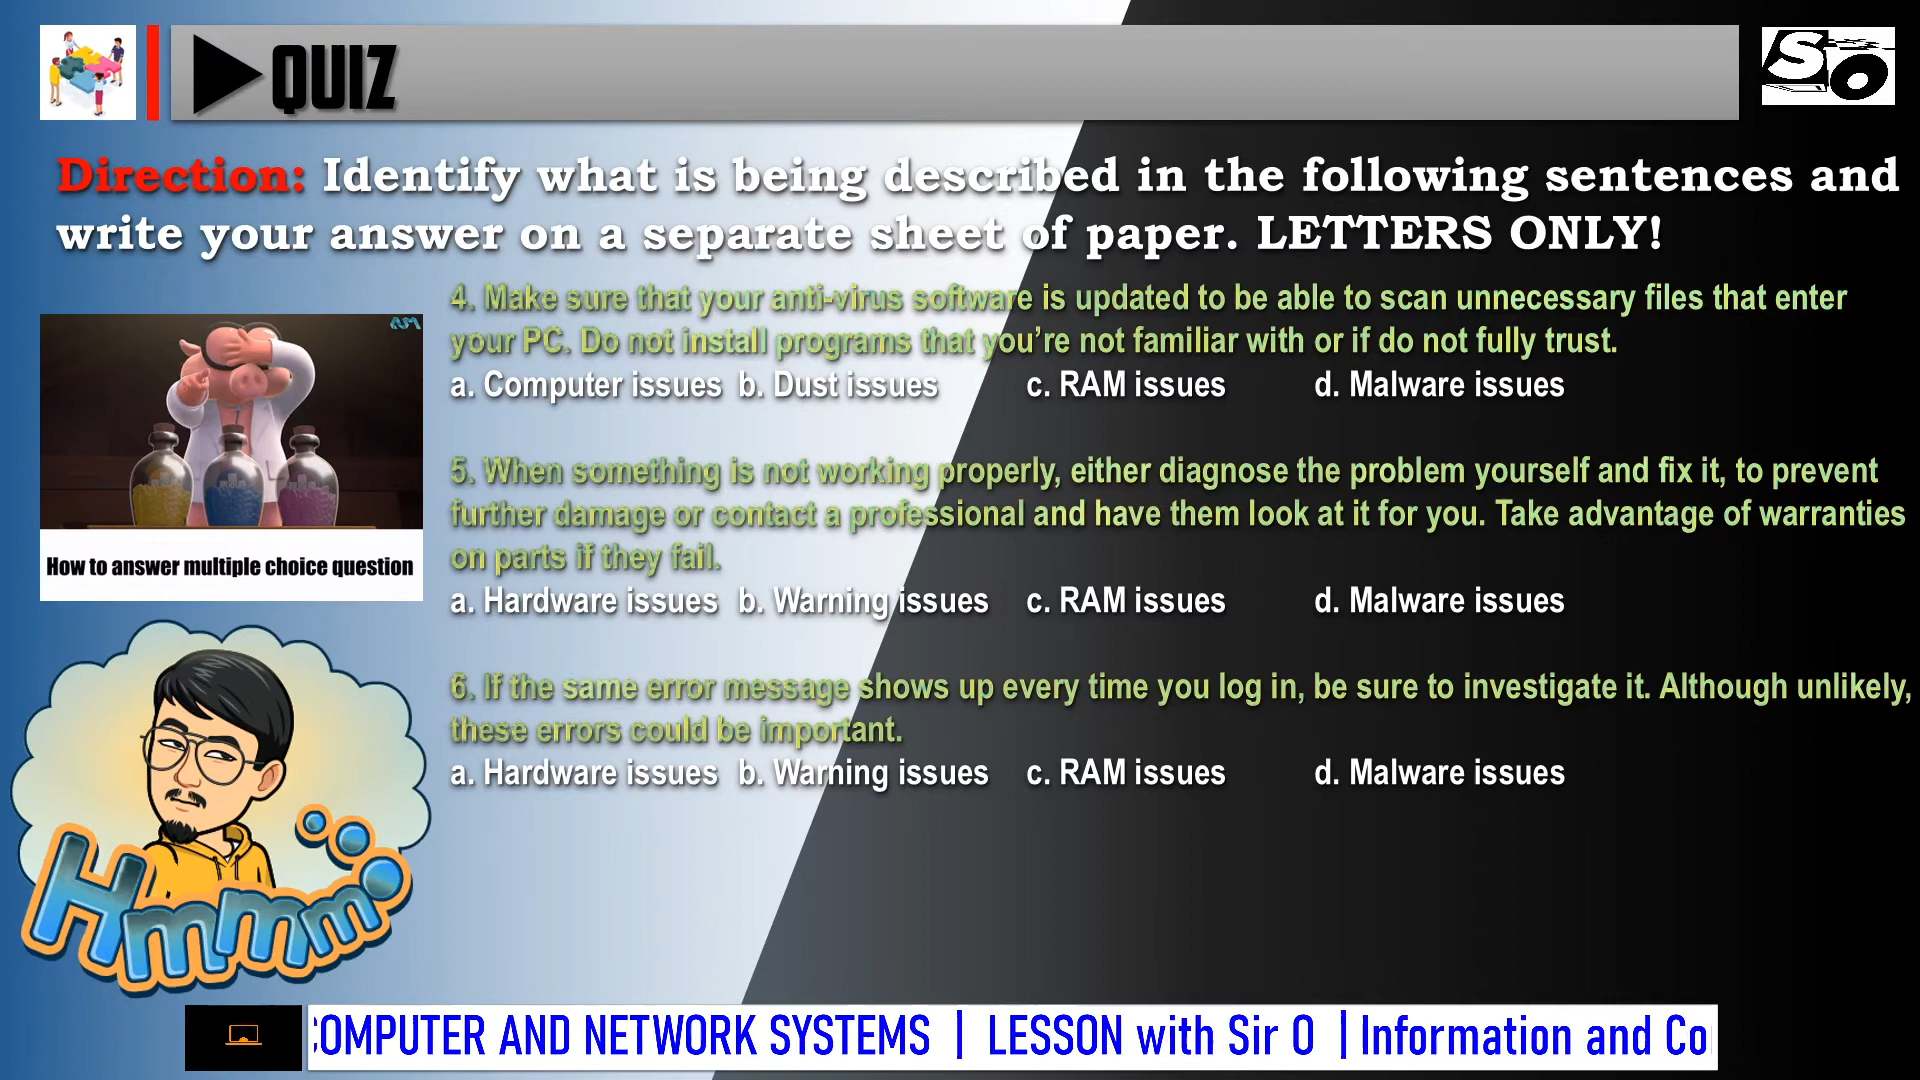 QUIZ
SO
Direction: Identify what is being described in the following sentences and
write your answer on a separate sheet of paper. LETTERS ONLY!
4. Make sure that your anti-virus software is updated to be able to scan unnecessary files that enter
your PC. Do not install programs that you're not familiar with or if do not fully trust.
a. Computer issues b. Dust issues c. RAM issues d. Malware issues
5. When something is not working properly, either diagnose the problem yourself and fix it, to prevent
further damage or contact a professional and have them look at it for you. Take advantage of warranties
on parts if they fail.
a. Hardware issues b. Warning issues c. RAM issues d. Malware issues
6. If the same error message shows up every time you log in, be sure to investigate it. Although unlikely,
these errors could be important.
a. Hardware issues b. Warning issues c. RAM issues d. Malware issues
ASM
How to answer multiple choice question
Hmmm
COMPUTER AND NETWORK SYSTEMS | LESSON with Sir O | Information and Co